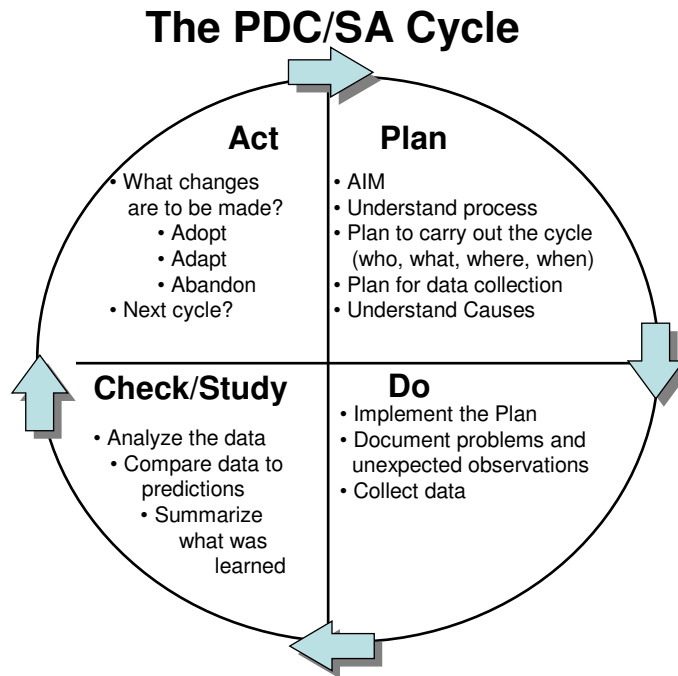 The PDC/SA Cycle
Act
• What changes
are to be made?
• Adopt
• Adapt
• Abandon
• Next cycle?
Plan
• AIM
• Understand process
• Plan to carry out the cycle
(who, what, where, when)
• Plan for data collection
• Understand Causes
Check/Study
• Analyze the data
• Compare data to
predictions
• Summarize
what was
learned
Do
• Implement the Plan
• Document problems and
unexpected observations
• Collect data